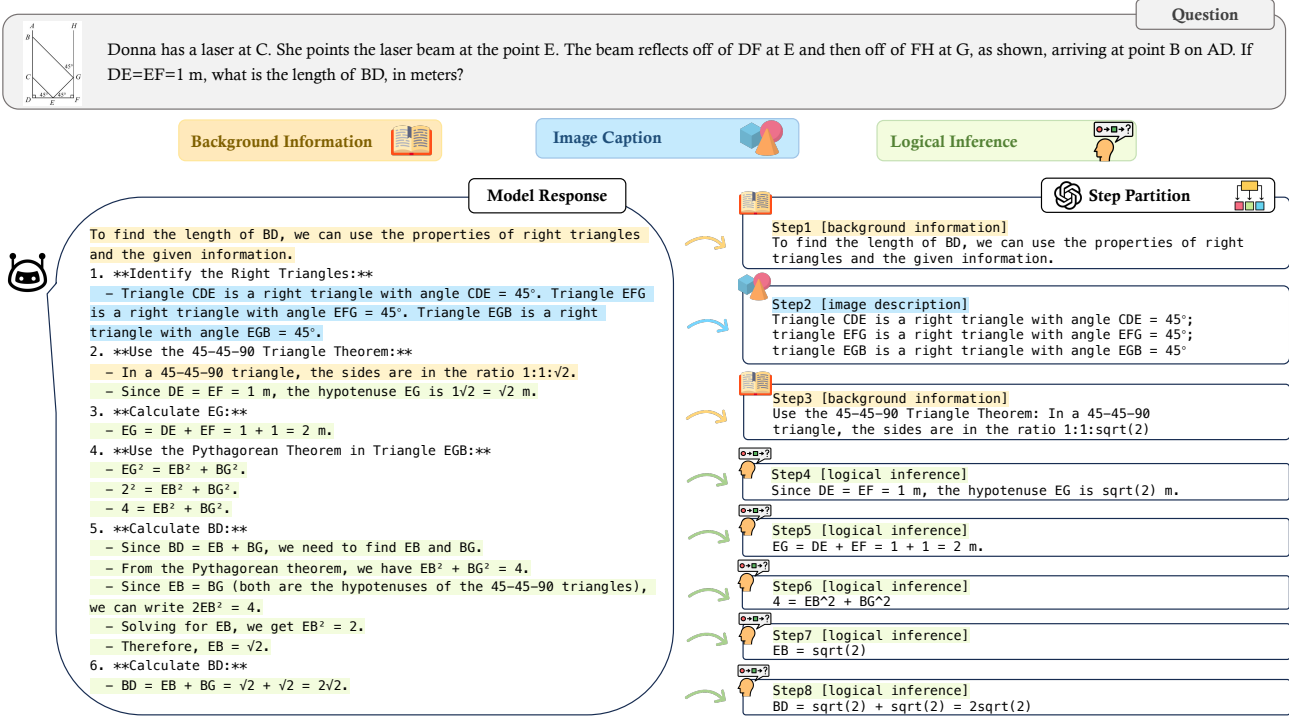 Question
A
H
B
45°
C
G
45°
45°
D
E
F
Donna has a laser at C. She points the laser beam at the point E. The beam reflects off of DF at E and then off of FH at G, as shown, arriving at point B on AD. If
DE=EF=1 m, what is the length of BD, in meters?
Background Information
Image Caption
Logical Inference
?
Model Response
To find the length of BD, we can use the properties of right triangles
and the given information.
1. **Identify the Right Triangles:**
– Triangle CDE is a right triangle with angle CDE = 45°. Triangle EFG
is a right triangle with angle EFG = 45°. Triangle EGB is a right
triangle with angle EGB = 45°.
2. **Use the 45–45–90 Triangle Theorem:**
– In a 45–45–90 triangle, the sides are in the ratio 1:1:√2.
– Since DE = EF = 1 m, the hypotenuse EG is 1√2 = √2 m.
3. **Calculate EG:**
– EG = DE + EF = 1 + 1 = 2 m.
4. **Use the Pythagorean Theorem in Triangle EGB:**
– EG² = EB² + BG².
– 2² = EB² + BG².
– 4 = EB² + BG².
5. **Calculate BD:**
– Since BD = EB + BG, we need to find EB and BG.
– From the Pythagorean theorem, we have EB² + BG² = 4.
– Since EB = BG (both are the hypotenuses of the 45–45–90 triangles),
we can write 2EB² = 4.
– Solving for EB, we get EB² = 2.
– Therefore, EB = √2.
6. **Calculate BD:**
– BD = EB + BG = √2 + √2 = 2√2.
Step Partition
Step1 [background information]
To find the length of BD, we can use the properties of right
triangles and the given information.
Step2 [image description]
Triangle CDE is a right triangle with angle CDE = 45°;
triangle EFG is a right triangle with angle EFG = 45°;
triangle EGB is a right triangle with angle EGB = 45°
Step3 [background information]
Use the 45–45–90 Triangle Theorem: In a 45–45–90
triangle, the sides are in the ratio 1:1:sqrt(2)
?
Step4 [logical inference]
Since DE = EF = 1 m, the hypotenuse EG is sqrt(2) m.
?
Step5 [logical inference]
EG = DE + EF = 1 + 1 = 2 m.
?
Step6 [logical inference]
4 = EB^2 + BG^2
?
Step7 [logical inference]
EB = sqrt(2)
?
Step8 [logical inference]
BD = sqrt(2) + sqrt(2) = 2sqrt(2)